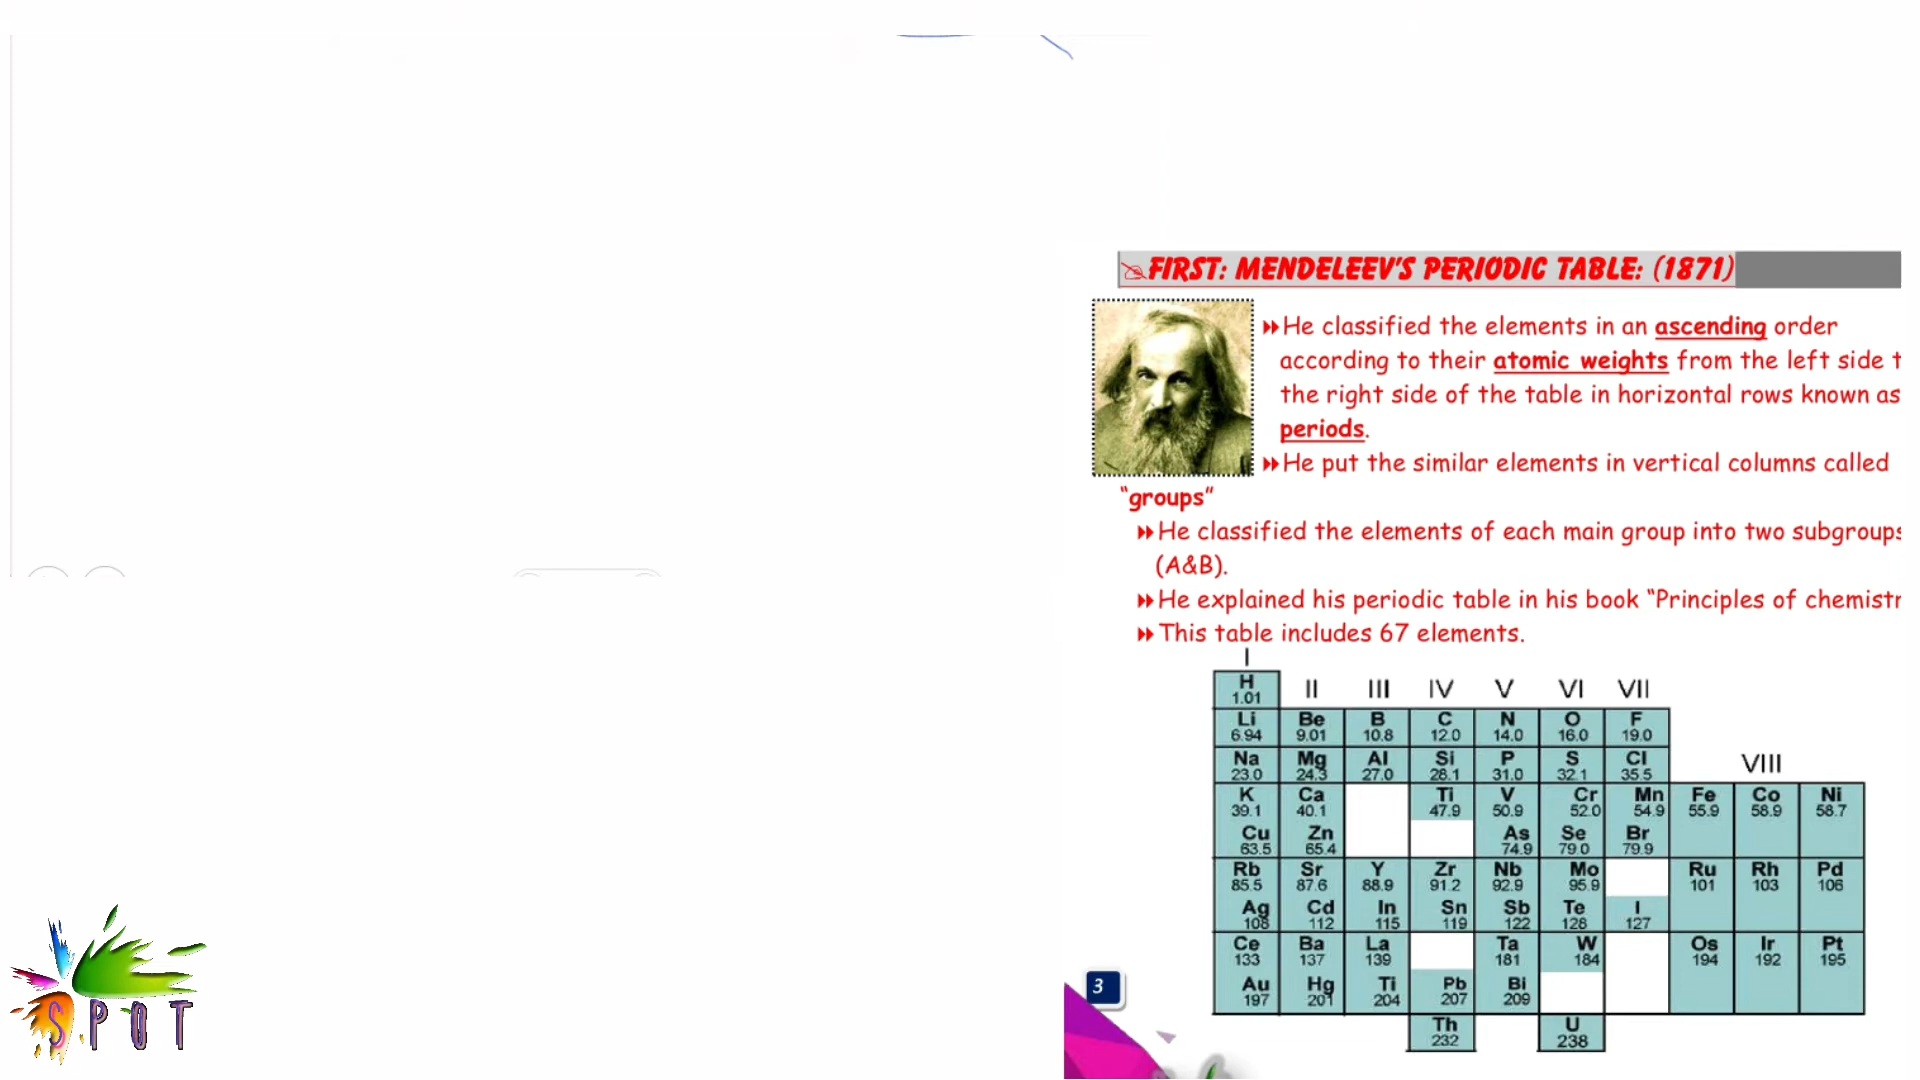 FIRST: MENDELEEV'S PERIODIC TABLE: (1871)
He classified the elements in an ascending order
according to their atomic weights from the left side t
the right side of the table in horizontal rows known as
periods.
He put the similar elements in vertical columns called
“groups”
He classified the elements of each main group into two subgroups
(A&B).
He explained his periodic table in his book “Principles of chemistr
This table includes 67 elements.
I
H II III IV V VI VII
1.01
Li Be B C N O F
6.94 9.01 10.8 12.0 14.0 16.0 19.0
Na Mg Al Si P S Cl VIII
23.0 24.3 27.0 28.1 31.0 32.1 35.5
K Ca Ti V Cr Mn Fe Co Ni
39.1 40.1 47.9 50.9 52.0 54.9 55.9 58.9 58.7
Cu Zn As Se Br
63.5 65.4 74.9 79.0 79.9
Rb Sr Y Zr Nb Mo Ru Rh Pd
85.5 87.6 88.9 91.2 92.9 95.9 101 103 106
Ag Cd In Sn Sb Te I
108 112 115 119 122 128 127
Ce Ba La Ta W Os Ir Pt
133 137 139 181 184 194 192 195
Au Hg Ti Pb Bi
197 201 204 207 209
Th U
232 238
3
SPOT